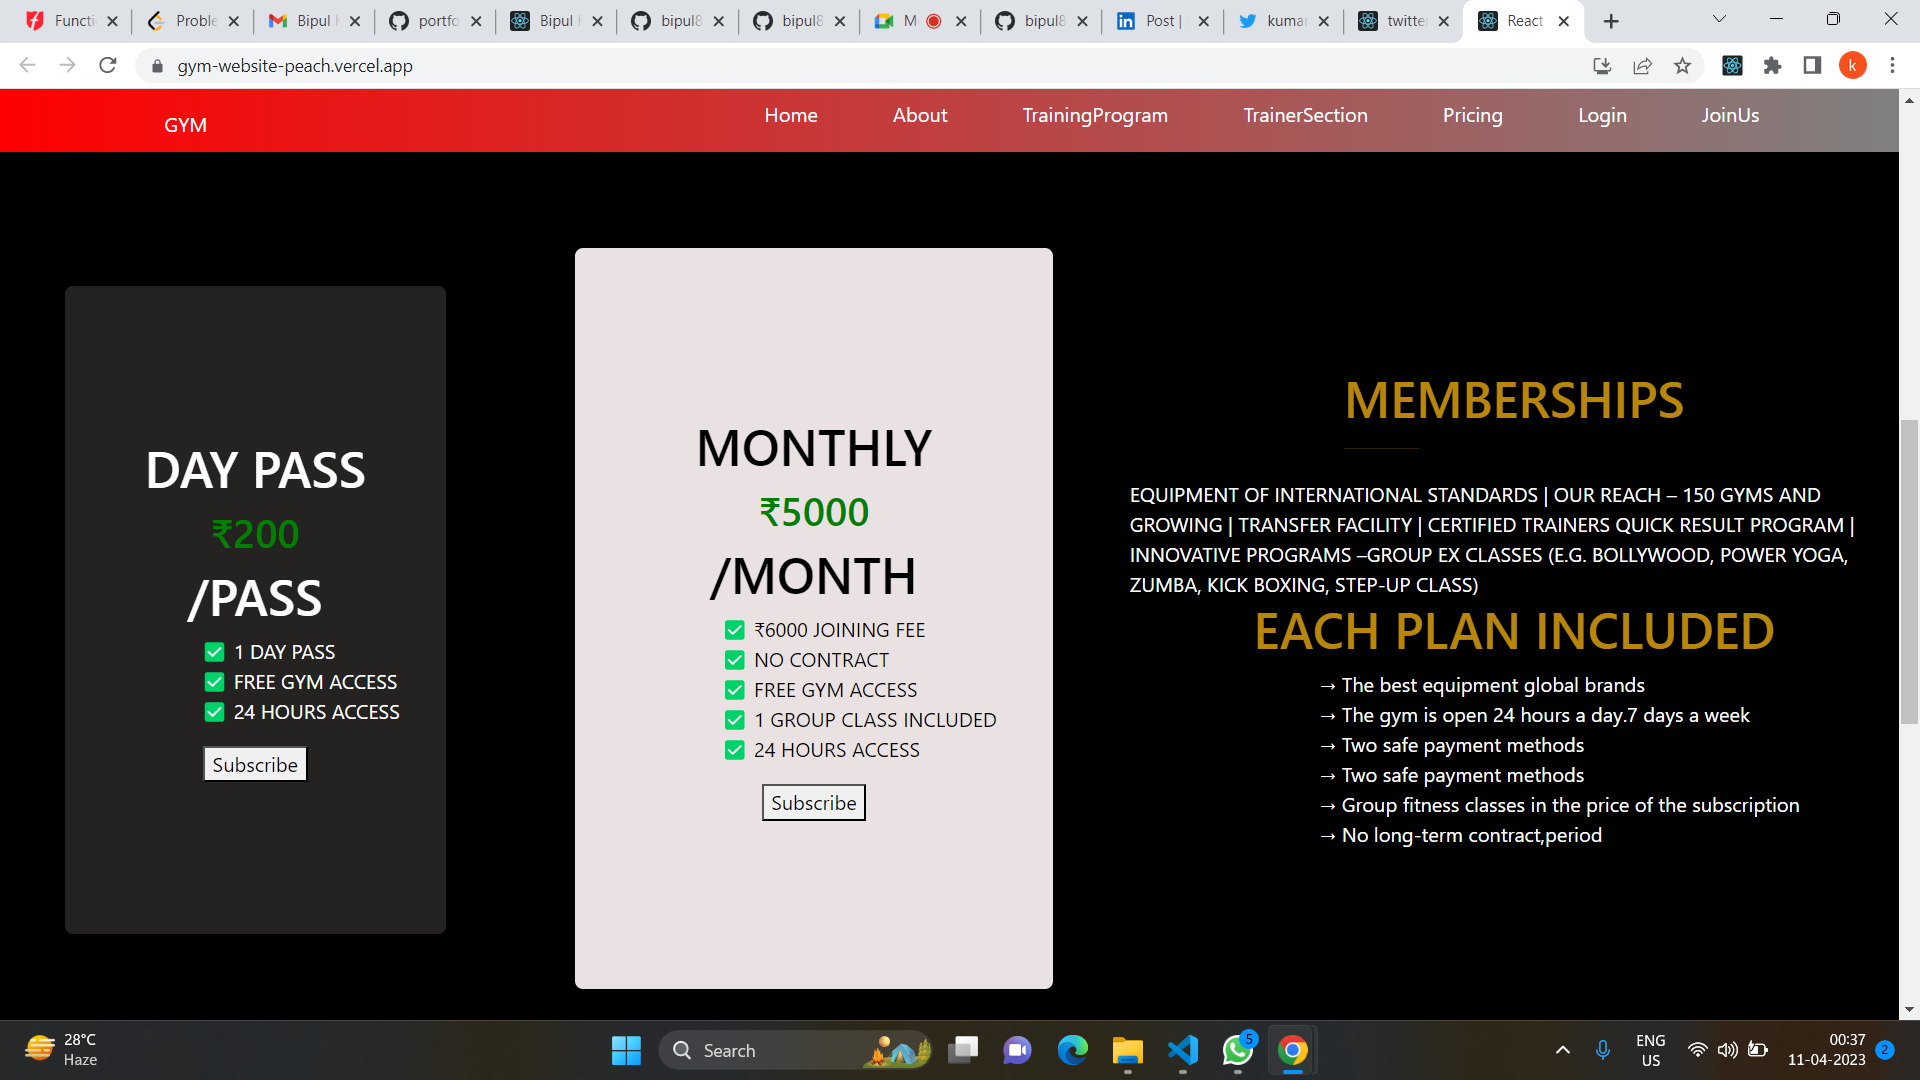 Functi
Proble
Bipul
portfo
Bipul
bipul8
bipul8
M
bipul8
Post |
kumar
twitte
React
gym-website-peach.vercel.app
k
GYM
Home
About
TrainingProgram
TrainerSection
Pricing
Login
JoinUs
DAY PASS
₹200
/PASS
1 DAY PASS
FREE GYM ACCESS
24 HOURS ACCESS
Subscribe
MONTHLY
₹5000
/MONTH
₹6000 JOINING FEE
NO CONTRACT
FREE GYM ACCESS
1 GROUP CLASS INCLUDED
24 HOURS ACCESS
Subscribe
MEMBERSHIPS
EQUIPMENT OF INTERNATIONAL STANDARDS | OUR REACH – 150 GYMS AND
GROWING | TRANSFER FACILITY | CERTIFIED TRAINERS QUICK RESULT PROGRAM |
INNOVATIVE PROGRAMS –GROUP EX CLASSES (E.G. BOLLYWOOD, POWER YOGA,
ZUMBA, KICK BOXING, STEP-UP CLASS)
EACH PLAN INCLUDED
→ The best equipment global brands
→ The gym is open 24 hours a day.7 days a week
→ Two safe payment methods
→ Two safe payment methods
→ Group fitness classes in the price of the subscription
→ No long-term contract,period
28°C
Haze
Search
5
ENG
US
00:37
11-04-2023
2